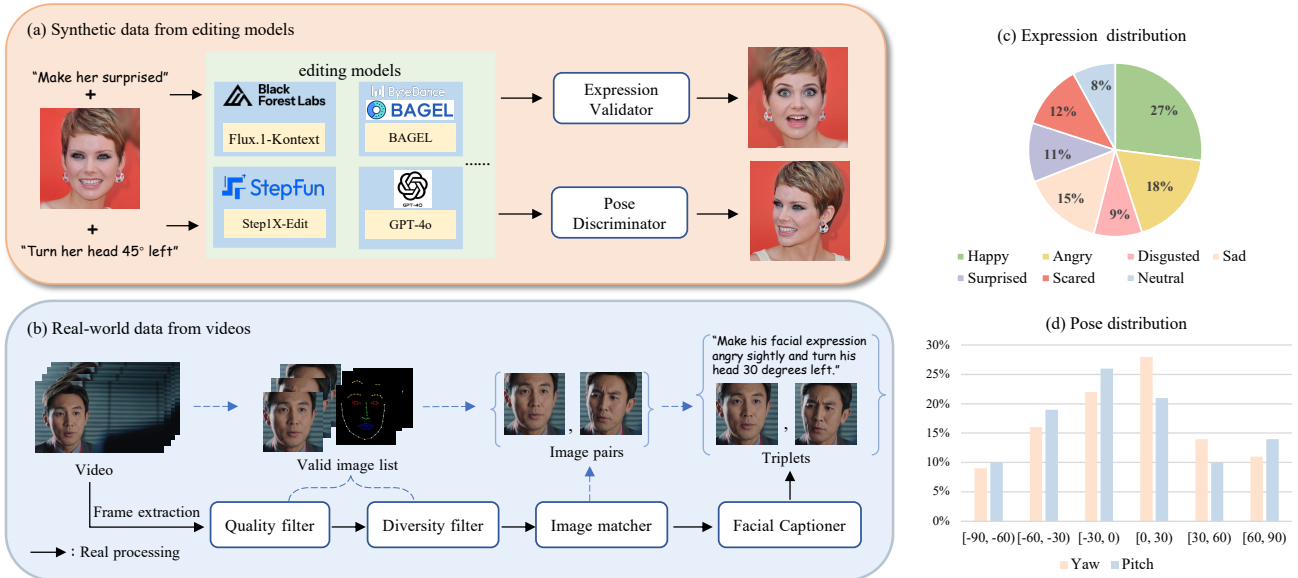 (a) Synthetic data from editing models
“Make her surprised”
+
+
“Turn her head 45° left”
editing models
Black
Forest Labs
Flux.1-Kontext
ByteDance
BAGEL
BAGEL
StepFun
Step1X-Edit
GPT-4O
GPT-4o
......
Expression
Validator
Pose
Discriminator
(b) Real-world data from videos
Video
Frame extraction
: Real processing
Valid image list
Quality filter
Diversity filter
,
Image pairs
Image matcher
“Make his facial expression
angry sightly and turn his
head 30 degrees left.”
,
Triplets
Facial Captioner
(c) Expression distribution
8%
27%
12%
11%
18%
15%
9%
Happy
Angry
Disgusted
Sad
Surprised
Scared
Neutral
(d) Pose distribution
30%
25%
20%
15%
10%
5%
0%
[-90, -60)
[-60, -30)
[-30, 0)
[0, 30)
[30, 60)
[60, 90)
Yaw
Pitch